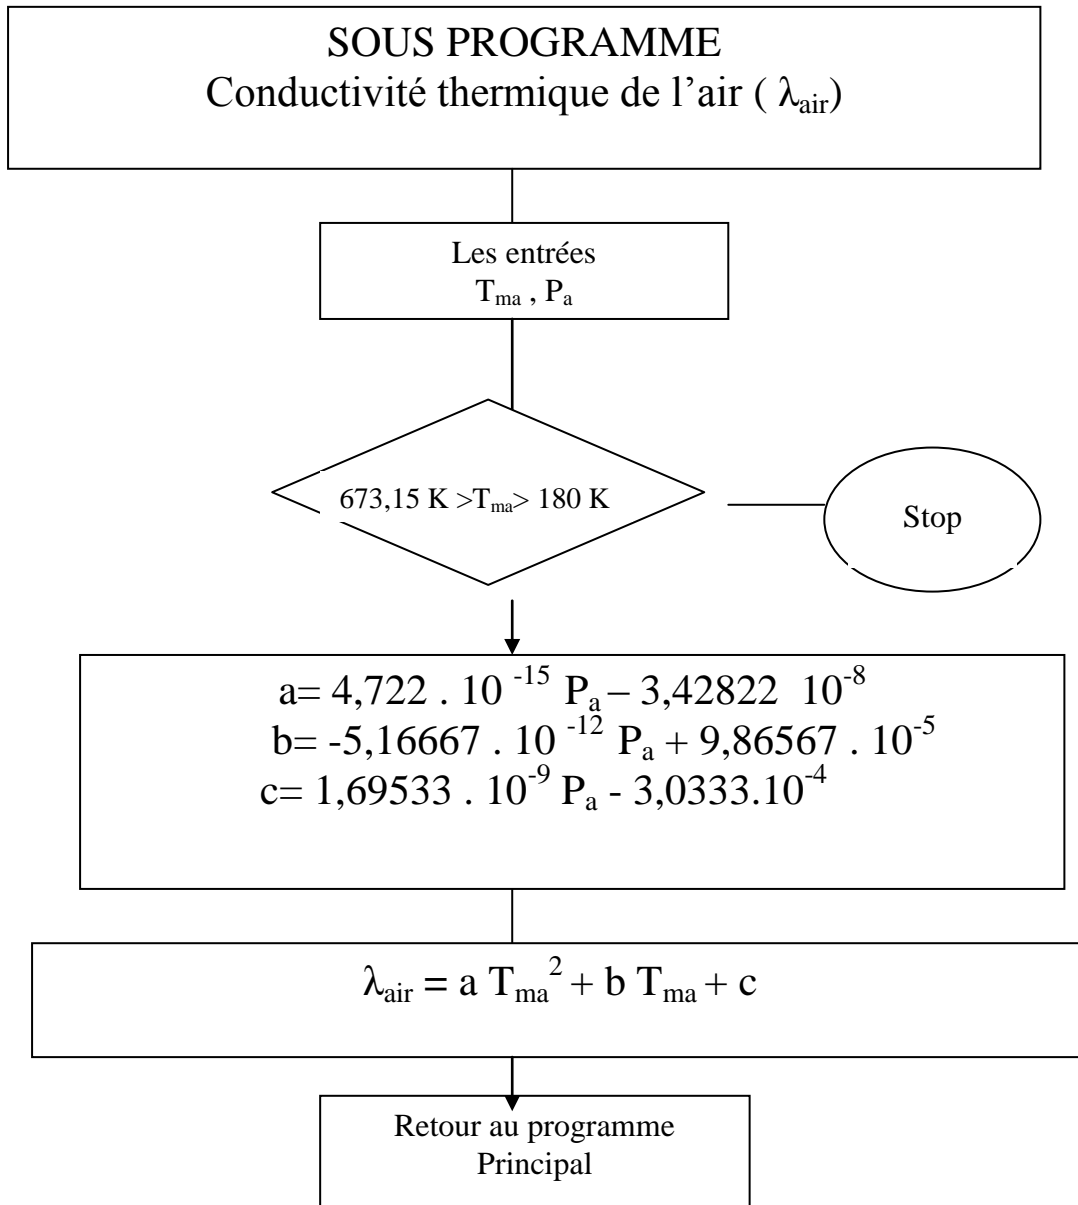 SOUS PROGRAMME
Conductivité thermique de l’air ( λair)
Les entrées
Tma , Pa
673,15 K >Tma> 180 K
Stop
a= 4,722 . 10 -15 Pa – 3,42822 10-8
b= -5,16667 . 10 -12 Pa + 9,86567 . 10-5
c= 1,69533 . 10-9 Pa - 3,0333.10-4
λair = a Tma2 + b Tma + c
Retour au programme
Principal